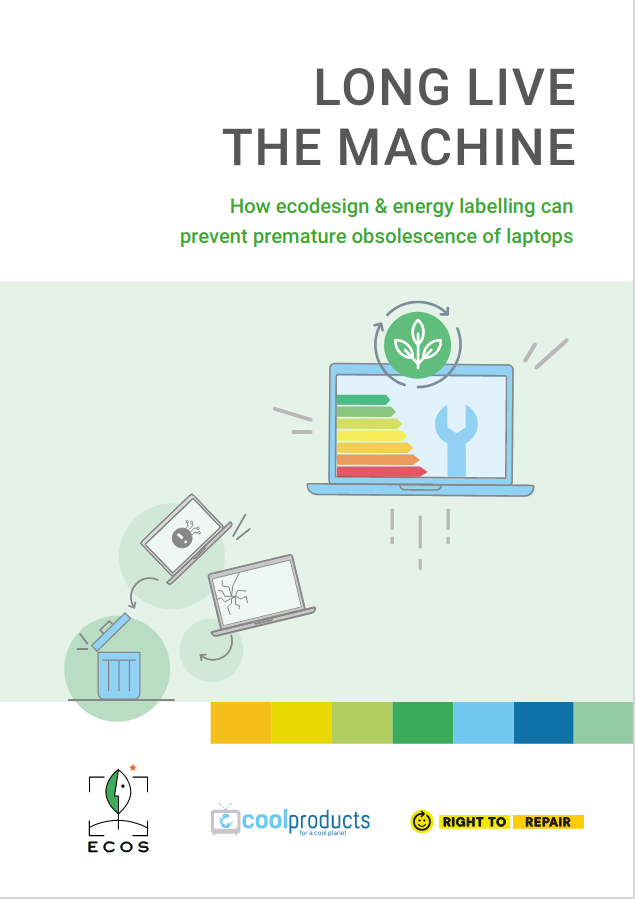 LONG LIVE
THE MACHINE
How ecodesign & energy labelling can
prevent premature obsolescence of laptops
ECOS
coolproducts
for a cool planet
RIGHT TO REPAIR